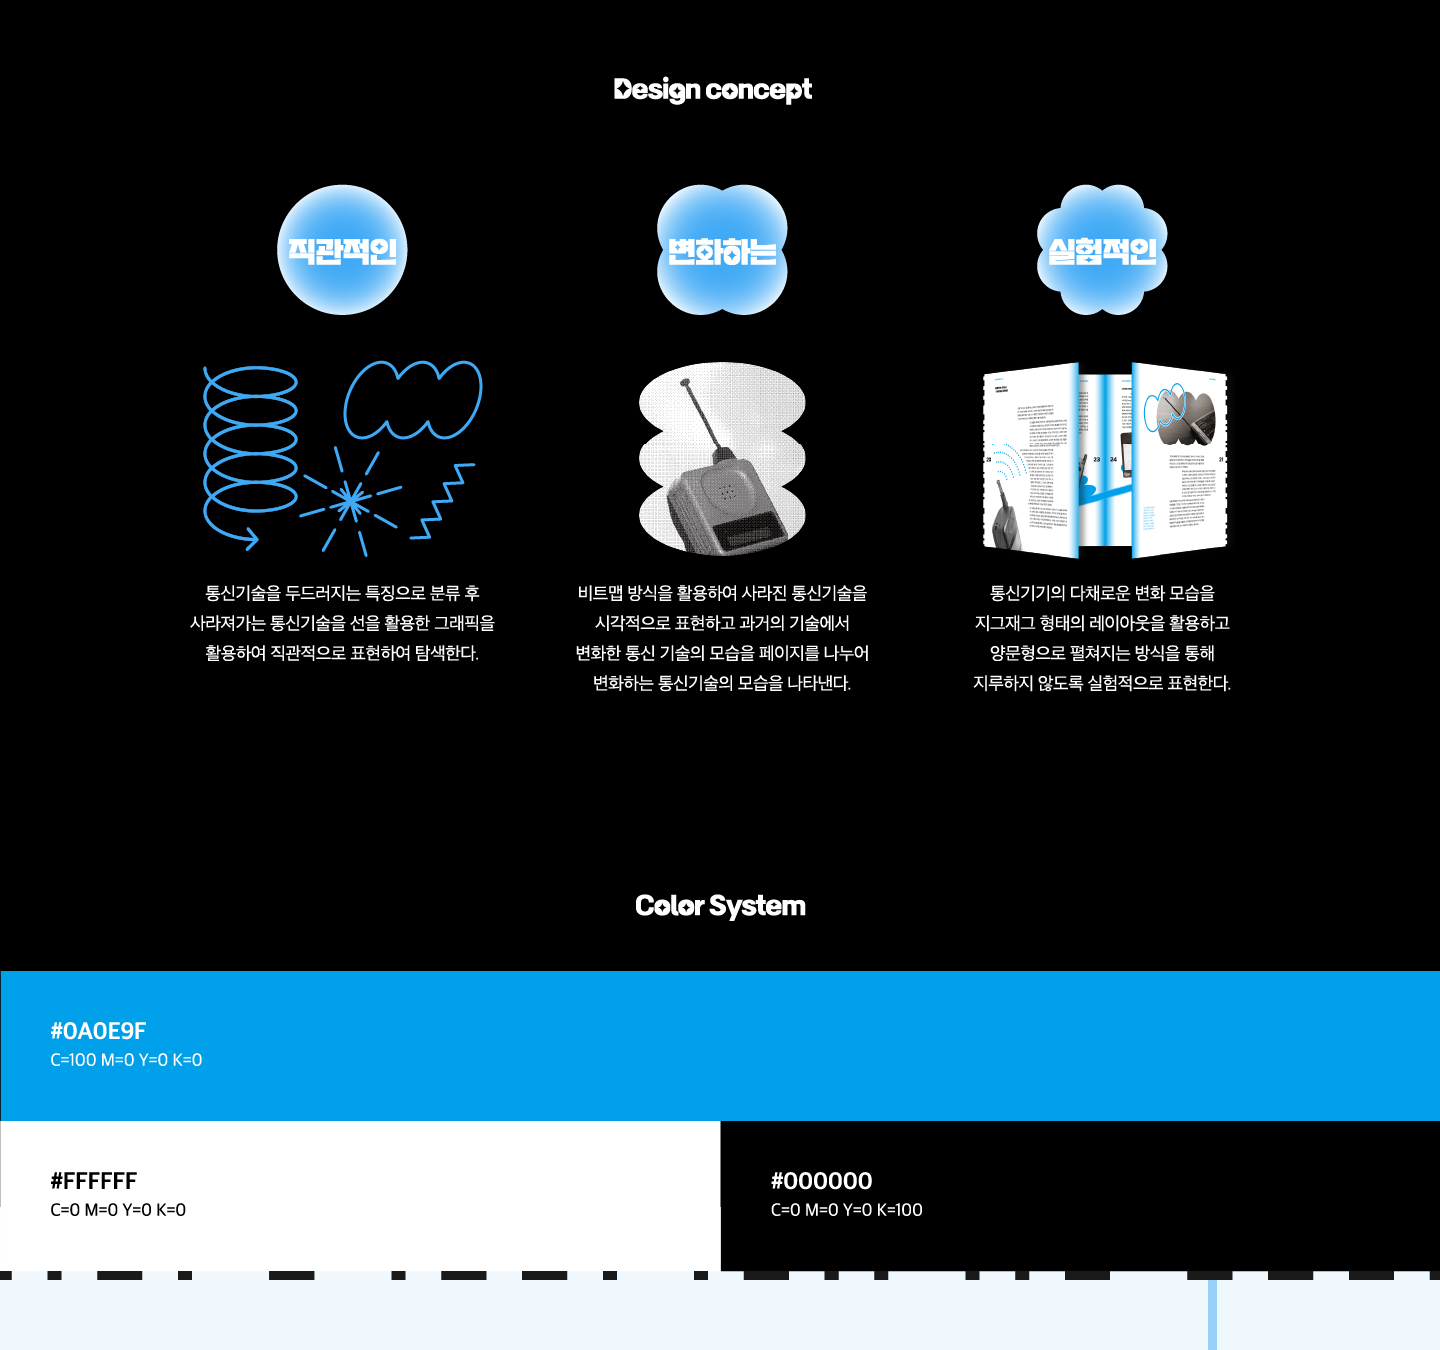 Design concept
직관적인
변화하는
실험적인
23 24
통신기술을 두드러지는 특징으로 분류 후
사라져가는 통신기술을 선을 활용한 그래픽을
활용하여 직관적으로 표현하여 탐색한다.
비트맵 방식을 활용하여 사라진 통신기술을
시각적으로 표현하고 과거의 기술에서
변화한 통신 기술의 모습을 페이지를 나누어
변화하는 통신기술의 모습을 나타낸다.
통신기기의 다채로운 변화 모습을
지그재그 형태의 레이아웃을 활용하고
양문형으로 펼쳐지는 방식을 통해
지루하지 않도록 실험적으로 표현한다.
Color System
#0A0E9F
C=100 M=0 Y=0 K=0
#FFFFFF
C=0 M=0 Y=0 K=0
#000000
C=0 M=0 Y=0 K=100